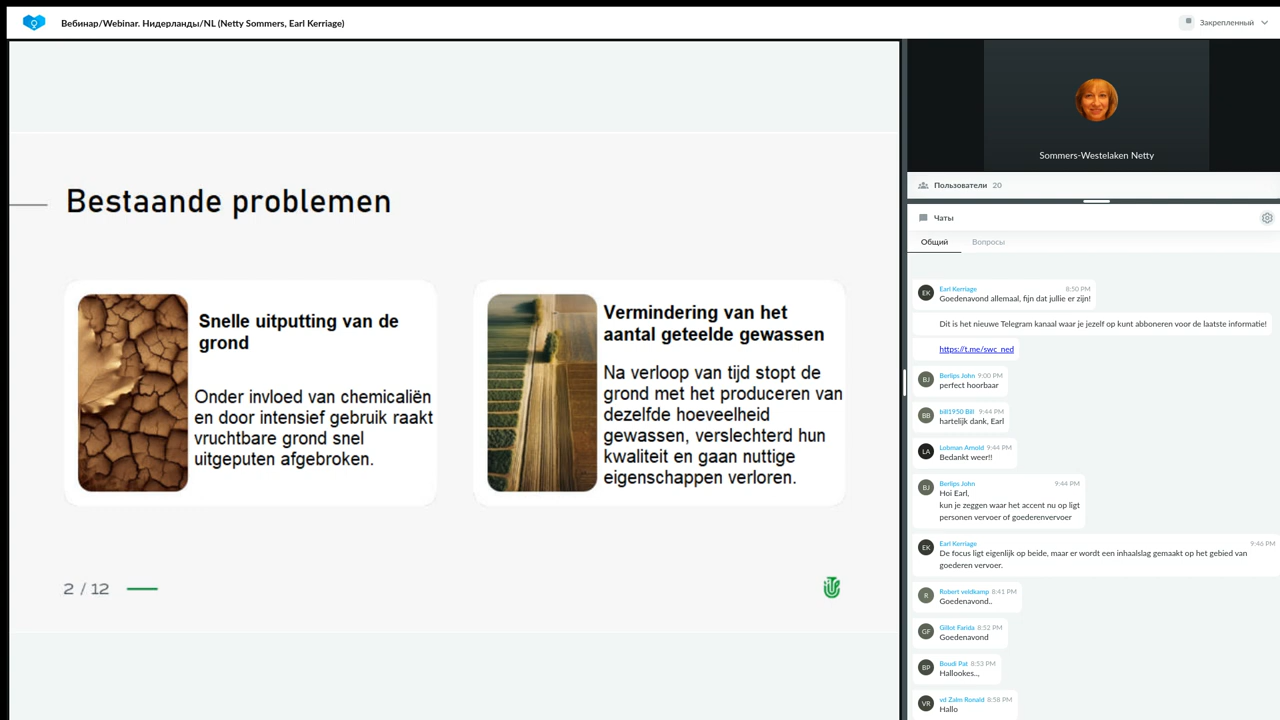 Вебинар/Webinar. Нидерланды/NL (Netty Sommers, Earl Kerriage)
Закрепленный
Bestaande problemen
Snelle uitputting van de
grond
Onder invloed van chemicaliën
en door intensief gebruik raakt
vruchtbare grond snel
uitgeputen afgebroken.
Vermindering van het
aantal geteelde gewassen
Na verloop van tijd stopt de
grond met het produceren van
dezelfde hoeveelheid
gewassen, verslechterd hun
kwaliteit en gaan nuttige
eigenschappen verloren.
2 / 12
Sommers-Westelaken Netty
Пользователи 20
Чаты
Общий Вопросы
EK Earl Kerriage 8:50 PM
Goedenavond allemaal, fijn dat jullie er zijn!
Dit is het nieuwe Telegram kanaal waar je jezelf op kunt abboneren voor de laatste informatie!
https://t.me/swc_ned
BJ Berlips John 9:00 PM
perfect hoorbaar
BB bill1950 Bill 9:44 PM
hartelijk dank, Earl
LA Lobman Arnold 9:44 PM
Bedankt weer!!
BJ Berlips John 9:44 PM
Hoi Earl,
kun je zeggen waar het accent nu op ligt
personen vervoer of goederenvervoer
EK Earl Kerriage 9:46 PM
De focus ligt eigenlijk op beide, maar er wordt een inhaalslag gemaakt op het gebied van
goederen vervoer.
R Robert veldkamp 8:41 PM
Goedenavond..
GF Gillot Farida 8:52 PM
Goedenavond
BP Boudi Pat 8:53 PM
Hallookes...
VR vd Zalm Ronald 8:58 PM
Hallo